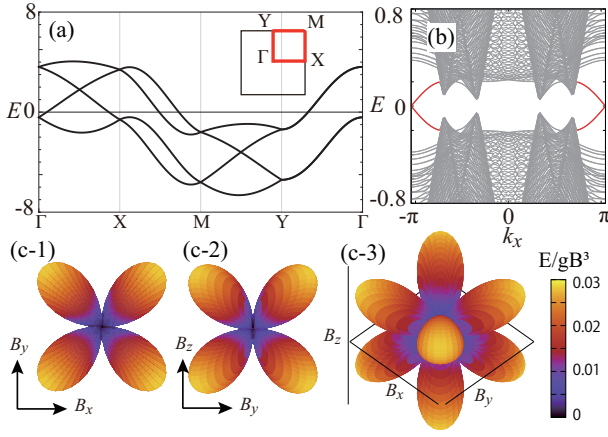 (a)
8
E 0
-8
Γ X M Y Γ
Y M
Γ X
(b)
0.8
E 0
-0.8
-π 0 π
kₓ
(c-1)
B_y
B_x
(c-2)
B_z
B_y
(c-3)
B_z
B_x B_y
E/gB³
0.03
0.02
0.01
0